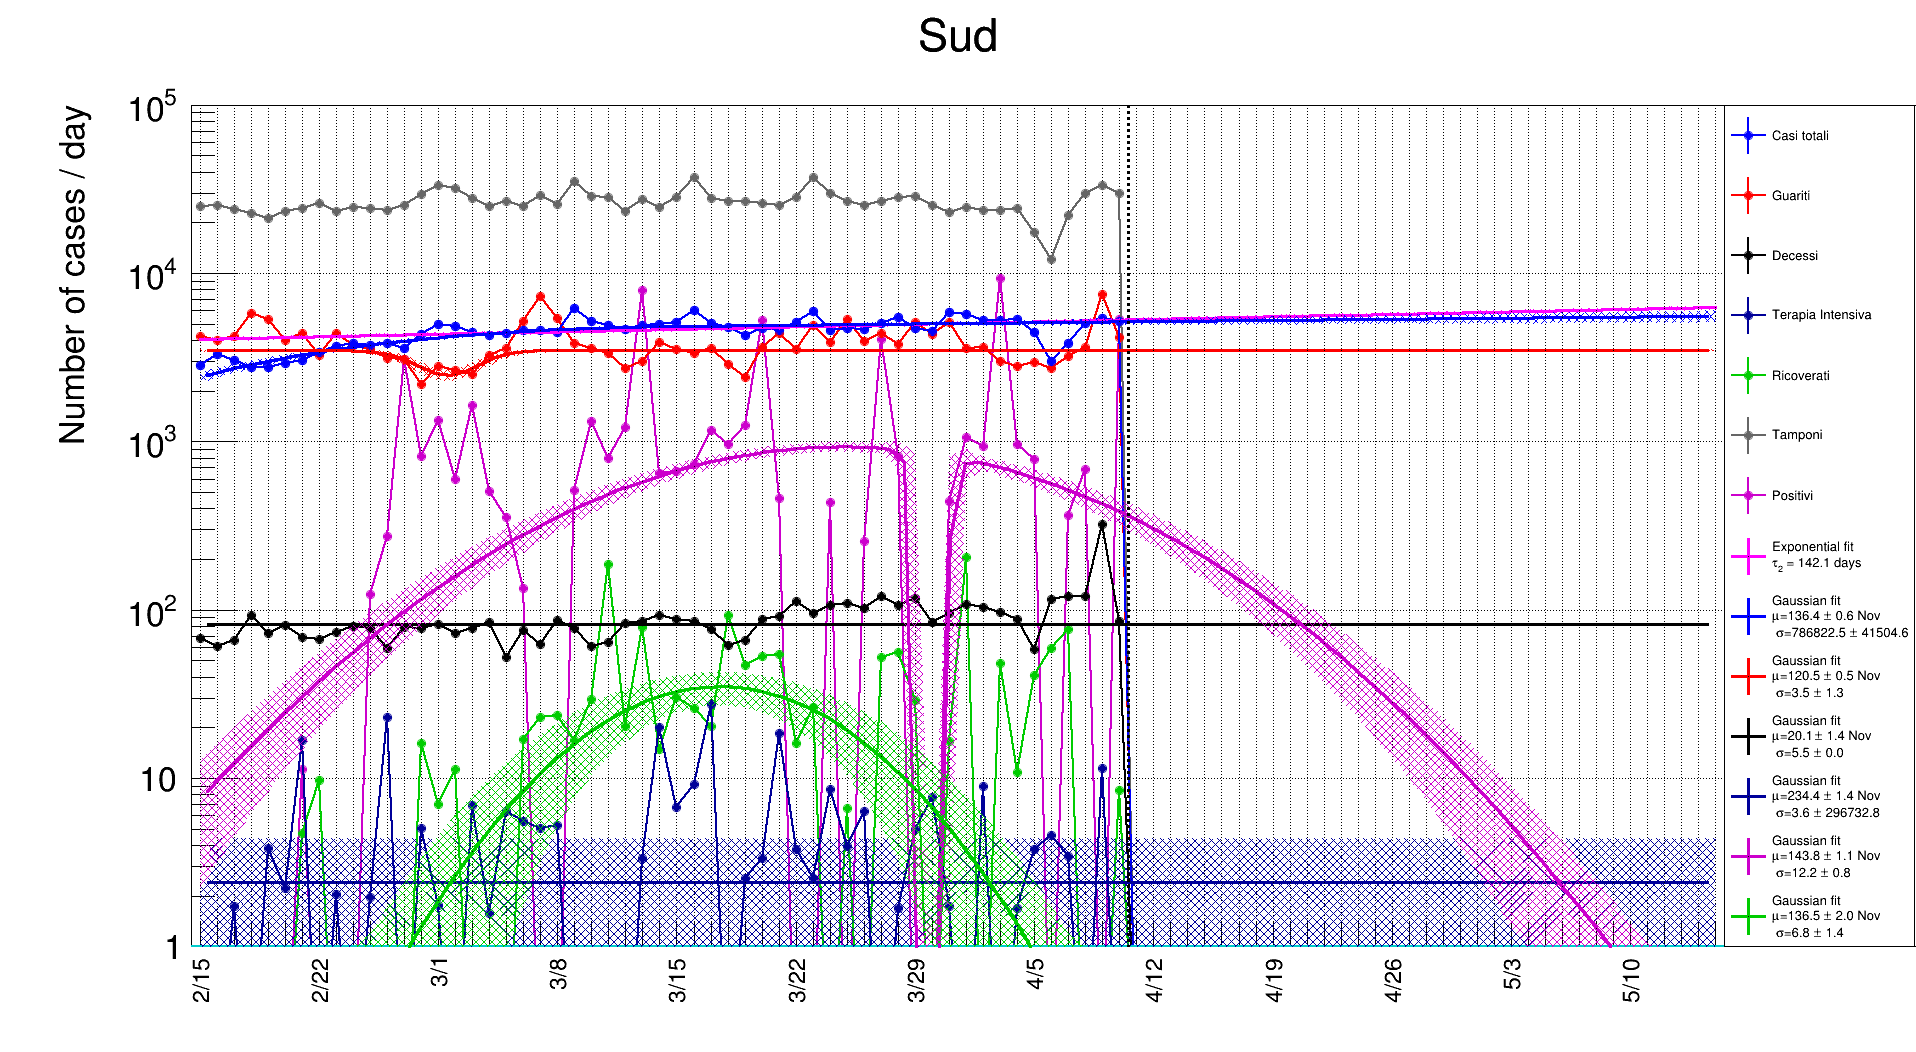 Sud
Number of cases / day
10^5
10^4
10^3
10^2
10
1
2/15
2/22
3/1
3/8
3/15
3/22
3/29
4/5
4/12
4/19
4/26
5/3
5/10
Casi totali
Guariti
Decessi
Terapia Intensiva
Ricoverati
Tamponi
Positivi
Exponential fit
τ_2 = 142.1 days
Gaussian fit
μ=136.4 ± 0.6 Nov
σ=786822.5 ± 41504.6
Gaussian fit
μ=120.5 ± 0.5 Nov
σ=3.5 ± 1.3
Gaussian fit
μ=20.1 ± 1.4 Nov
σ=5.5 ± 0.0
Gaussian fit
μ=234.4 ± 1.4 Nov
σ=3.6 ± 296732.8
Gaussian fit
μ=143.8 ± 1.1 Nov
σ=12.2 ± 0.8
Gaussian fit
μ=136.5 ± 2.0 Nov
σ=6.8 ± 1.4